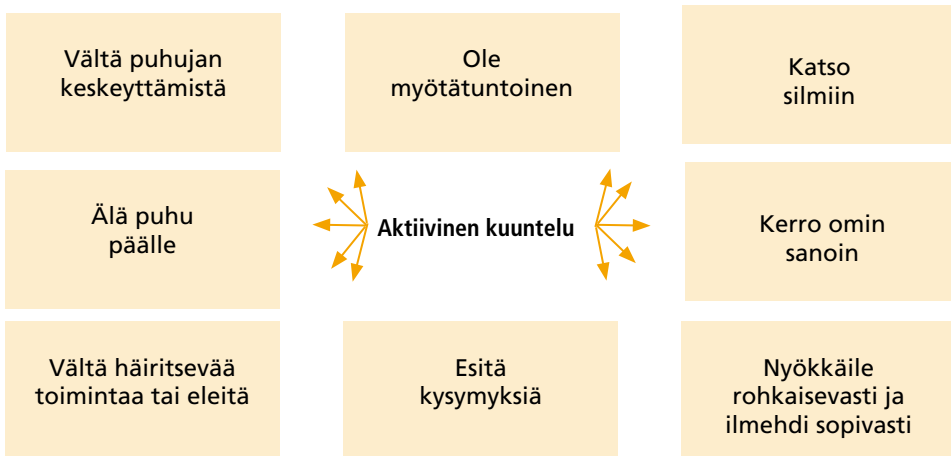 Vältä puhujan
keskeyttämistä
Ole
myötätuntoinen
Katso
silmiin
Älä puhu
päälle
Aktiivinen kuuntelu
Kerro omin
sanoin
Vältä häiritsevää
toimintaa tai eleitä
Esitä
kysymyksiä
Nyökkäile
rohkaisevasti ja
ilmehdi sopivasti